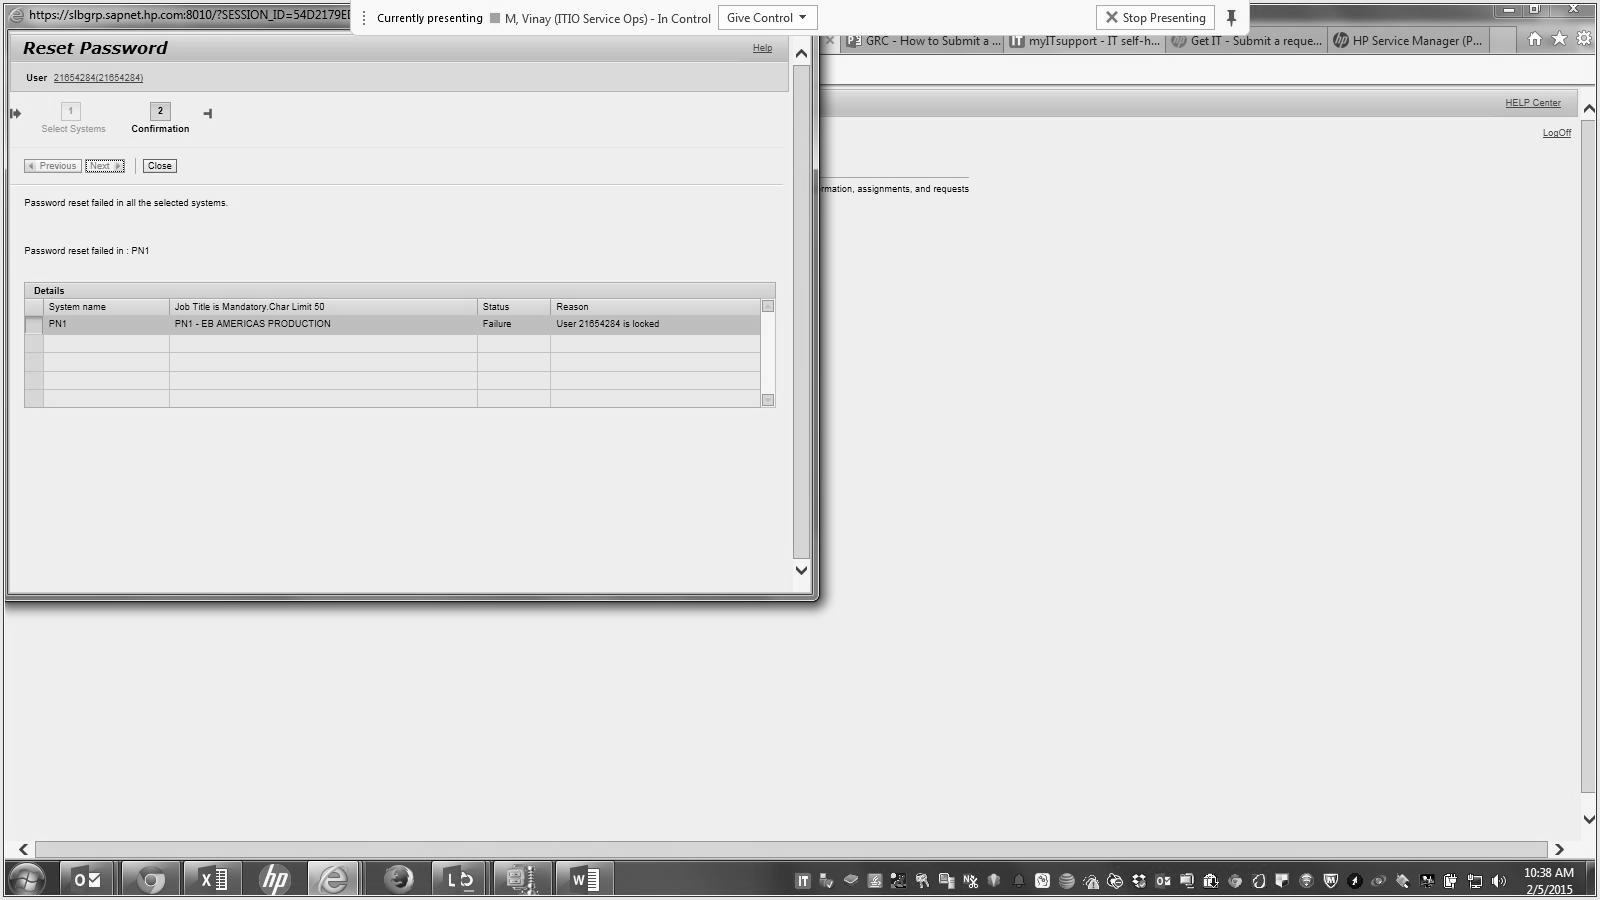 https://slbgrp.sapnet.hp.com:8010/?SESSION_ID=54D2179E
Currently presenting M, Vinay (ITIO Service Ops) - In Control Give Control Stop Presenting
Reset Password
Help
GRC - How to Submit a ... myITsupport - IT self-h... Get IT - Submit a reque... HP Service Manager (P...
User 21654284(21654284)
HELP Center
1 2
Select Systems Confirmation
LogOff
Previous Next Close
rmation, assignments, and requests
Password reset failed in all the selected systems.
Password reset failed in : PN1
Details
System name Job Title is Mandatory.Char Limit 50 Status Reason
PN1 PN1 - EB AMERICAS PRODUCTION Failure User 21654284 is locked
10:38 AM
2/5/2015